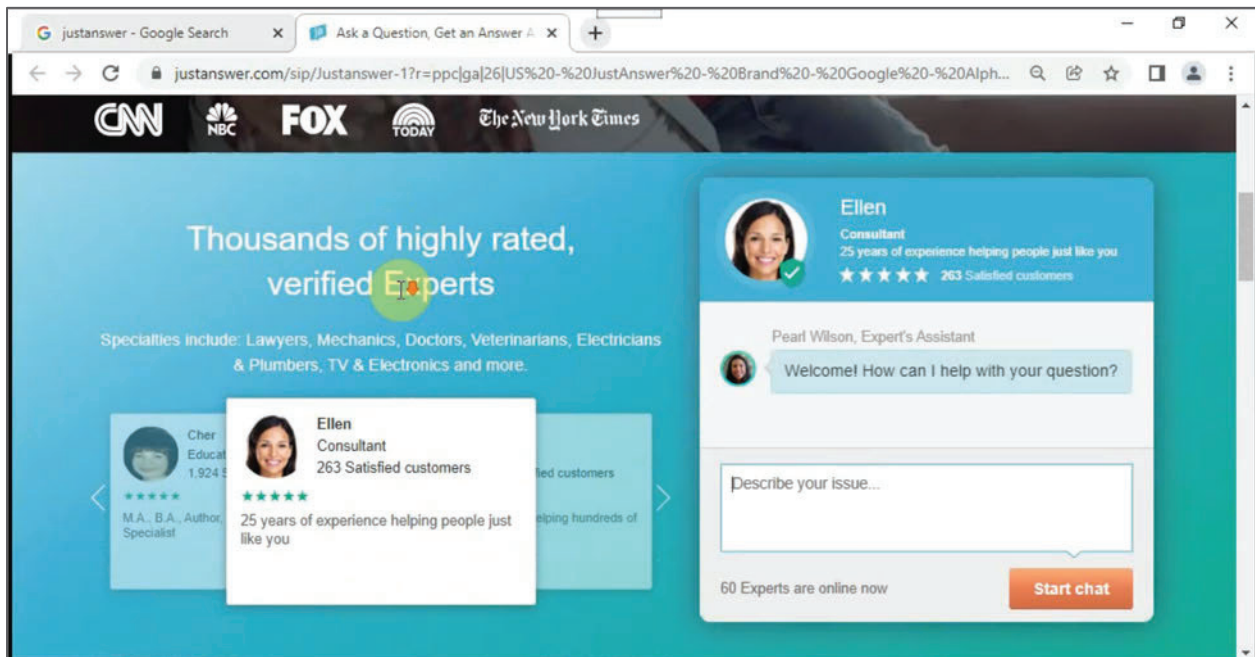 justanswer - Google Search
Ask a Question, Get an Answer A
justanswer.com/sip/Justanswer-1?r=ppc|ga|26|US%20-%20JustAnswer%20-%20Brand%20-%20Google%20-%20Alph...
CNN NBC FOX TODAY The New York Times
Thousands of highly rated,
verified Experts
Specialties include: Lawyers, Mechanics, Doctors, Veterinarians, Electricians
& Plumbers, TV & Electronics and more.
Cher
Educat
1,924 S
M.A., B.A., Author,
Specialist
Ellen
Consultant
263 Satisfied customers
25 years of experience helping people just
like you
fied customers
elping hundreds of
Ellen
Consultant
25 years of experience helping people just like you
263 Satisfied customers
Pearl Wilson, Expert's Assistant
Welcome! How can I help with your question?
Describe your issue...
60 Experts are online now
Start chat